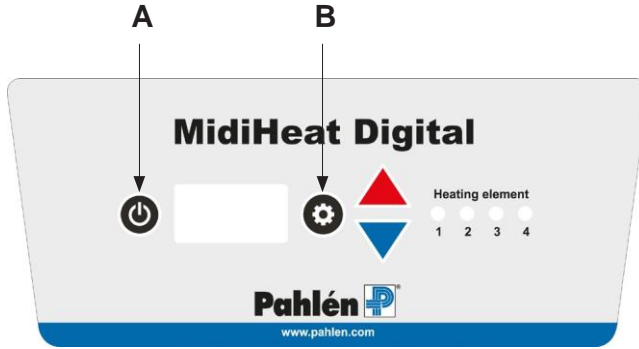 A B
MidiHeat Digital
Heating element
1 2 3 4
Pahlén
www.pahlen.com